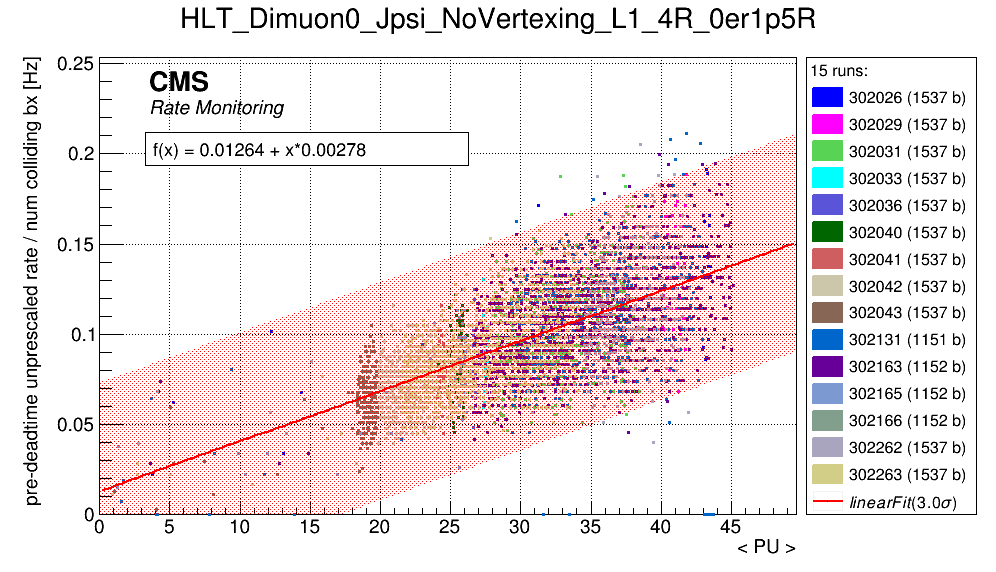 HLT_Dimuon0_Jpsi_NoVertexing_L1_4R_0er1p5R
pre-deadtime unprescaled rate / num colliding bx [Hz]
0.25
0.2
0.15
0.1
0.05
0
CMS
Rate Monitoring
f(x) = 0.01264 + x*0.00278
0 5 10 15 20 25 30 35 40 45
< PU >
15 runs:
302026 (1537 b)
302029 (1537 b)
302031 (1537 b)
302033 (1537 b)
302036 (1537 b)
302040 (1537 b)
302041 (1537 b)
302042 (1537 b)
302043 (1537 b)
302131 (1151 b)
302163 (1152 b)
302165 (1152 b)
302166 (1152 b)
302262 (1537 b)
302263 (1537 b)
linearFit(3.0σ)